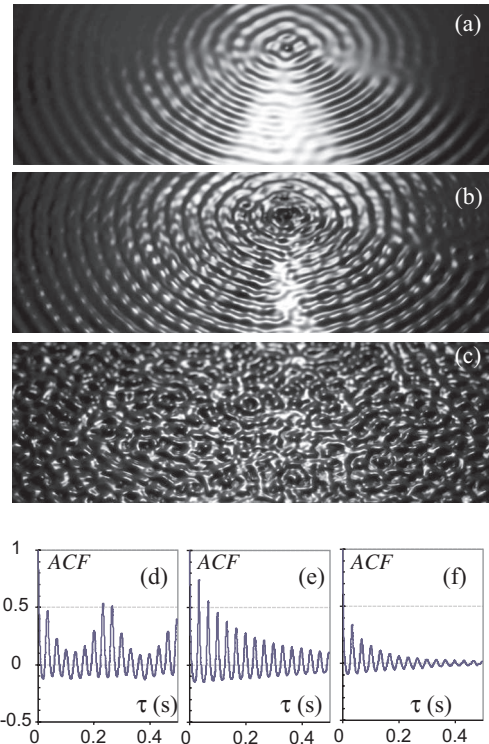 (a)
(b)
(c)
1 ACF (d) ACF (e) ACF (f)
0.5
0 τ (s) τ (s) τ (s)
-0.5
0 0.2 0.4 0 0.2 0.4 0 0.2 0.4